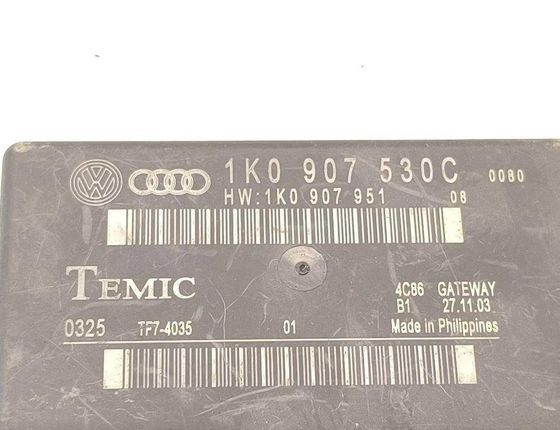 1K0 907 530C 0080
HW:1K0 907 951 08
TEMIC
4C86 GATEWAY
B1 27.11.03
0325 TF7-4035 01 Made in Philippines